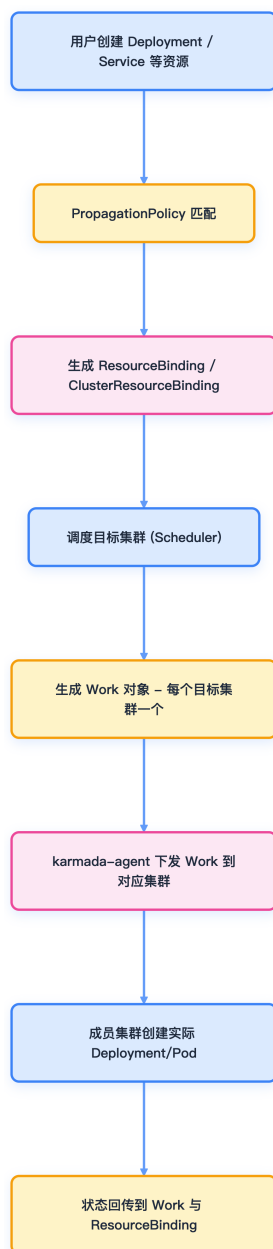 用户创建 Deployment /
Service 等资源
PropagationPolicy 匹配
生成 ResourceBinding /
ClusterResourceBinding
调度目标集群 (Scheduler)
生成 Work 对象 - 每个目标集
群一个
karmada-agent 下发 Work 到
对应集群
成员集群创建实际
Deployment/Pod
状态回传到 Work 与
ResourceBinding